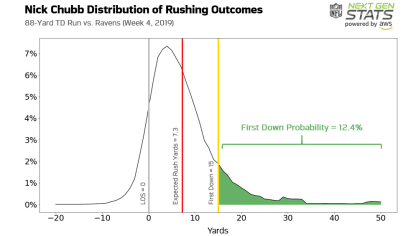 Nick Chubb Distribution of Rushing Outcomes
88-Yard TD Run vs. Ravens (Week 4, 2019)
NFL
NEXT GEN
STATS
powered by aws
7%
6%
5%
4%
3%
2%
1%
0%
LOS = 0
Expected Rush Yards = 7.3
First Down = 15
First Down Probability = 12.4%
-20
-10
0
10
20
30
40
50
Yards